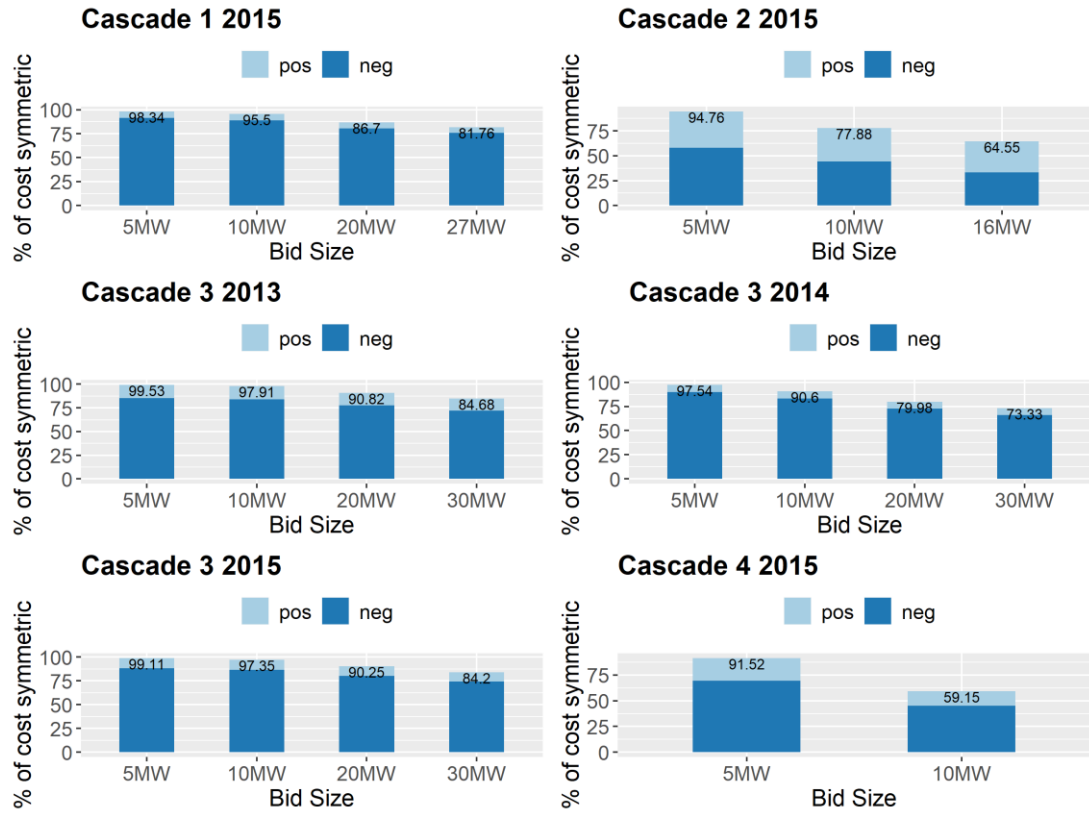 Cascade 1 2015
pos neg
% of cost symmetric
100
75
50
25
0
98.34 95.5 86.7 81.76
5MW 10MW 20MW 27MW
Bid Size
Cascade 2 2015
pos neg
% of cost symmetric
75
50
25
0
94.76 77.88 64.55
5MW 10MW 16MW
Bid Size
Cascade 3 2013
pos neg
% of cost symmetric
100
75
50
25
0
99.53 97.91 90.82 84.68
5MW 10MW 20MW 30MW
Bid Size
Cascade 3 2014
pos neg
% of cost symmetric
100
75
50
25
0
97.54 90.6 79.98 73.33
5MW 10MW 20MW 30MW
Bid Size
Cascade 3 2015
pos neg
% of cost symmetric
100
75
50
25
0
99.11 97.35 90.25 84.2
5MW 10MW 20MW 30MW
Bid Size
Cascade 4 2015
pos neg
% of cost symmetric
75
50
25
0
91.52 59.15
5MW 10MW
Bid Size